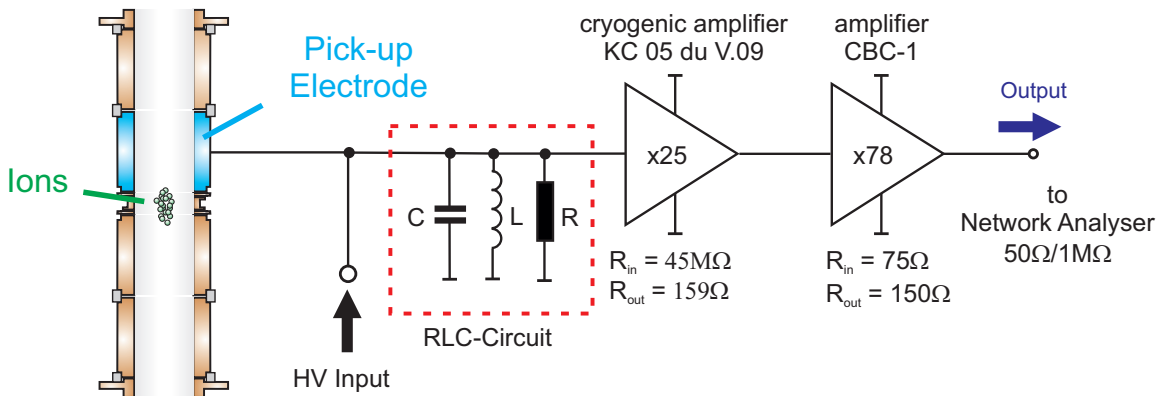 Pick-up
Electrode
Ions
HV Input
C
L
R
RLC-Circuit
cryogenic amplifier
KC 05 du V.09
x25
R_in = 45MΩ
R_out = 159Ω
amplifier
CBC-1
x78
R_in = 75Ω
R_out = 150Ω
Output
to
Network Analyser
50Ω/1MΩ